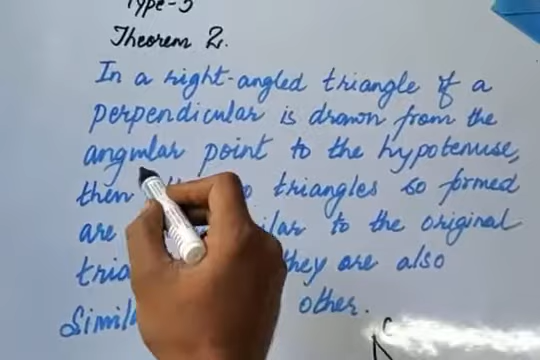 Type-5
Theorem 2.
In a right-angled triangle if a
perpendicular is drawn from the
angular point to the hypotenuse,
then triangles so formed
are to the original
they are also
other.
C